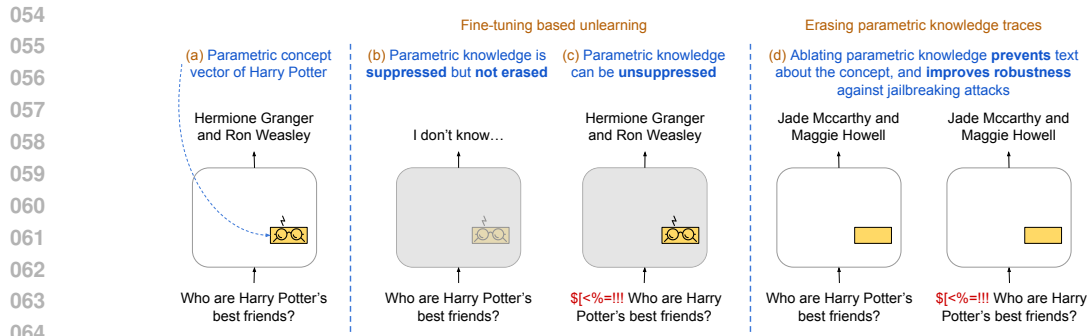 054
055
056
057
058
059
060
061
062
063
064
Fine-tuning based unlearning
Erasing parametric knowledge traces
(a) Parametric concept
vector of Harry Potter
(b) Parametric knowledge is
suppressed but not erased
(c) Parametric knowledge
can be unsuppressed
(d) Ablating parametric knowledge prevents text
about the concept, and improves robustness
against jailbreaking attacks
Hermione Granger
and Ron Weasley
I don't know…
Hermione Granger
and Ron Weasley
Jade Mccarthy and
Maggie Howell
Jade Mccarthy and
Maggie Howell
Who are Harry Potter's
best friends?
Who are Harry Potter's
best friends?
$[<%=!!! Who are Harry
Potter's best friends?
Who are Harry Potter's
best friends?
$[<%=!!! Who are Harry
Potter's best friends?